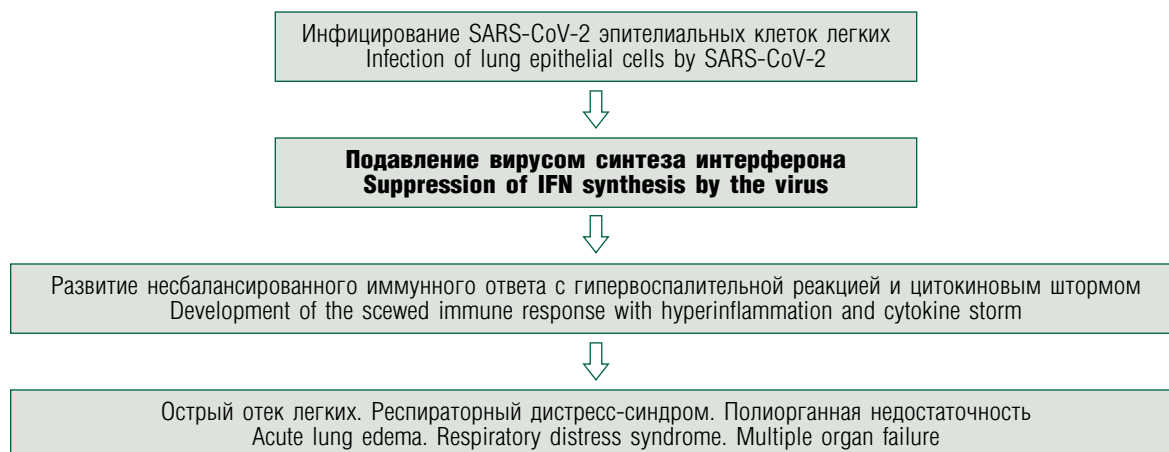 Инфицирование SARS-CoV-2 эпителиальных клеток легких
Infection of lung epithelial cells by SARS-CoV-2
Подавление вирусом синтеза интерферона
Suppression of IFN synthesis by the virus
Развитие несбалансированного иммунного ответа с гипервоспалительной реакцией и цитокиновым штормом
Development of the scewed immune response with hyperinflammation and cytokine storm
Острый отек легких. Респираторный дистресс-синдром. Полиорганная недостаточность
Acute lung edema. Respiratory distress syndrome. Multiple organ failure